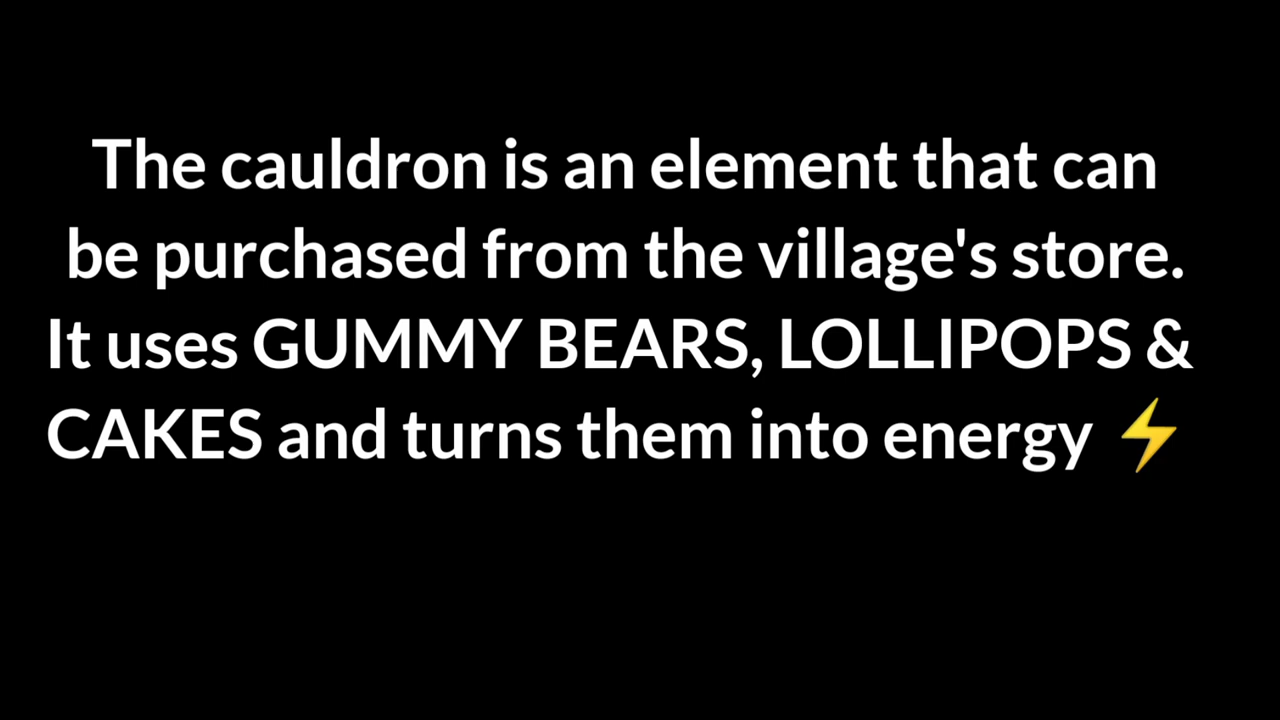 The cauldron is an element that can
be purchased from the village's store.
It uses GUMMY BEARS, LOLLIPOPS &
CAKES and turns them into energy ⚡